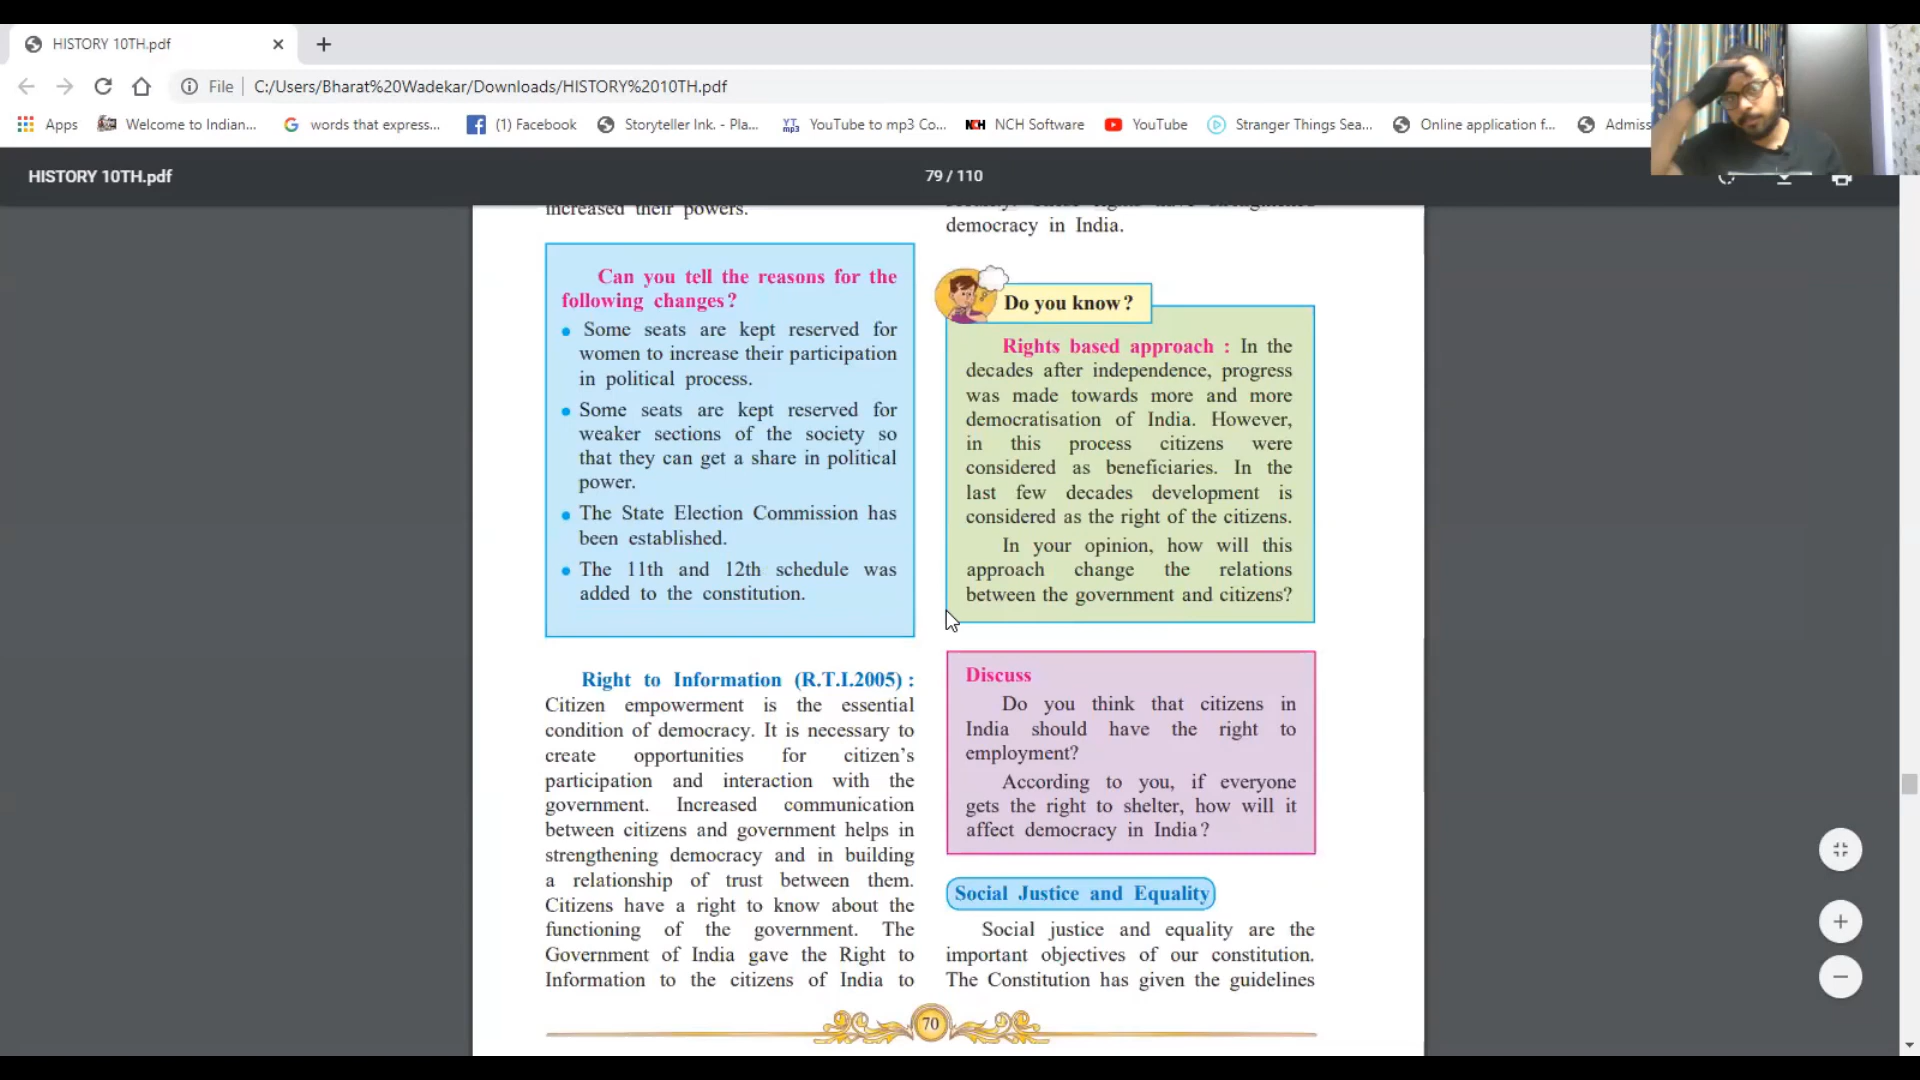 HISTORY 10TH.pdf
File C:/Users/Bharat%20Wadekar/Downloads/HISTORY%2010TH.pdf
Apps Welcome to Indian... words that express... (1) Facebook Storyteller Ink. - Pla... YouTube to mp3 Co... NCH Software YouTube Stranger Things Sea... Online application f... Admiss
HISTORY 10TH.pdf 79 / 110
increased their powers.
Can you tell the reasons for the
following changes?
• Some seats are kept reserved for
women to increase their participation
in political process.
• Some seats are kept reserved for
weaker sections of the society so
that they can get a share in political
power.
• The State Election Commission has
been established.
• The 11th and 12th schedule was
added to the constitution.
Right to Information (R.T.I.2005) :
Citizen empowerment is the essential
condition of democracy. It is necessary to
create opportunities for citizen's
participation and interaction with the
government. Increased communication
between citizens and government helps in
strengthening democracy and in building
a relationship of trust between them.
Citizens have a right to know about the
functioning of the government. The
Government of India gave the Right to
Information to the citizens of India to
democracy in India.
Do you know?
Rights based approach : In the
decades after independence, progress
was made towards more and more
democratisation of India. However,
in this process citizens were
considered as beneficiaries. In the
last few decades development is
considered as the right of the citizens.
In your opinion, how will this
approach change the relations
between the government and citizens?
Discuss
Do you think that citizens in
India should have the right to
employment?
According to you, if everyone
gets the right to shelter, how will it
affect democracy in India?
Social Justice and Equality
Social justice and equality are the
important objectives of our constitution.
The Constitution has given the guidelines
70